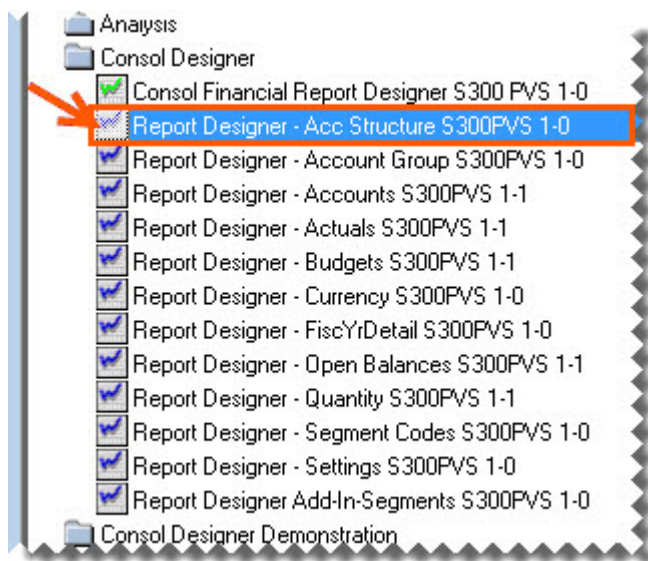 Analysis
Consol Designer
Consol Financial Report Designer S300 PVS 1-0
Report Designer - Acc Structure S300PVS 1-0
Report Designer - Account Group S300PVS 1-0
Report Designer - Accounts S300PVS 1-1
Report Designer - Actuals S300PVS 1-1
Report Designer - Budgets S300PVS 1-1
Report Designer - Currency S300PVS 1-0
Report Designer - FiscYrDetail S300PVS 1-0
Report Designer - Open Balances S300PVS 1-1
Report Designer - Quantity S300PVS 1-1
Report Designer - Segment Codes S300PVS 1-0
Report Designer - Settings S300PVS 1-0
Report Designer Add-In-Segments S300PVS 1-0
Consol Designer Demonstration